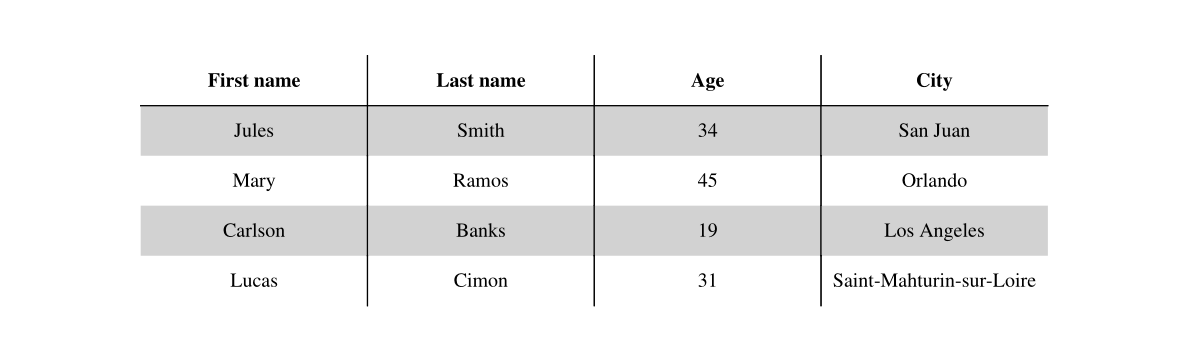 First name Last name Age City
Jules Smith 34 San Juan
Mary Ramos 45 Orlando
Carlson Banks 19 Los Angeles
Lucas Cimon 31 Saint-Mahturin-sur-Loire